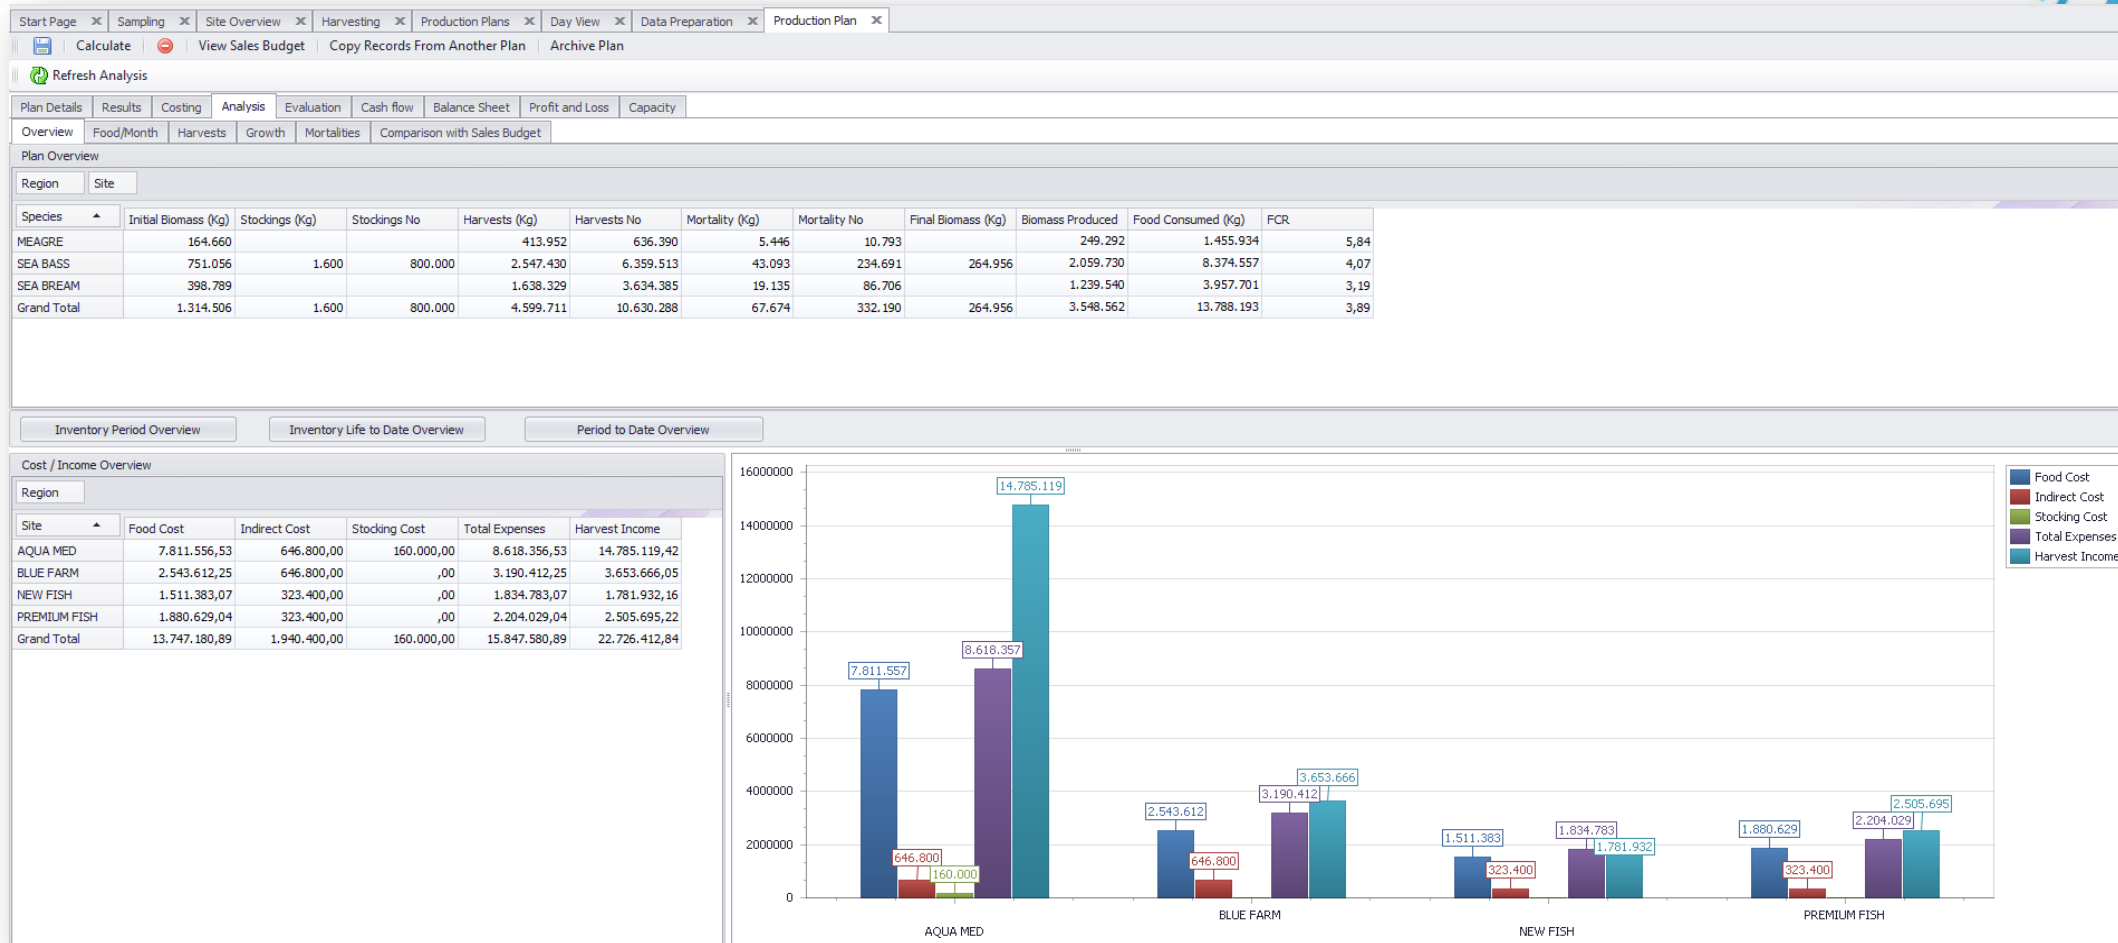 Start Page Sampling Site Overview Harvesting Production Plans Day View Data Preparation Production Plan
Calculate View Sales Budget Copy Records From Another Plan Archive Plan
Refresh Analysis
Plan Details Results Costing Analysis Evaluation Cash flow Balance Sheet Profit and Loss Capacity
Overview Food/Month Harvests Growth Mortalities Comparison with Sales Budget
Plan Overview
Region Site
Species Initial Biomass (Kg) Stockings (Kg) Stockings No Harvests (Kg) Harvests No Mortality (Kg) Mortality No Final Biomass (Kg) Biomass Produced Food Consumed (Kg) FCR
MEAGRE 164.660 413.952 636.390 5.446 10.793 249.292 1.455.934 5,84
SEA BASS 751.056 1.600 800.000 2.547.430 6.359.513 43.093 234.691 264.956 2.059.730 8.374.557 4,07
SEA BREAM 398.789 1.638.329 3.634.385 19.135 86.706 1.239.540 3.957.701 3,19
Grand Total 1.314.506 1.600 800.000 4.599.711 10.630.288 67.674 332.190 264.956 3.548.562 13.788.193 3,89
Inventory Period Overview Inventory Life to Date Overview Period to Date Overview
Cost / Income Overview
Region
Site Food Cost Indirect Cost Stocking Cost Total Expenses Harvest Income
AQUA MED 7.811.556,53 646.800,00 160.000,00 8.618.356,53 14.785.119,42
BLUE FARM 2.543.612,25 646.800,00 ,00 3.190.412,25 3.653.666,05
NEW FISH 1.511.383,07 323.400,00 ,00 1.834.783,07 1.781.932,16
PREMIUM FISH 1.880.629,04 323.400,00 ,00 2.204.029,04 2.505.695,22
Grand Total 13.747.180,89 1.940.400,00 160.000,00 15.847.580,89 22.726.412,84
16000000
14000000
12000000
10000000
8000000
6000000
4000000
2000000
0
7.811.557
646.800
160.000
8.618.357
14.785.119
2.543.612
646.800
3.190.412
3.653.666
1.511.383
323.400
1.834.783
1.781.932
1.880.629
323.400
2.204.029
2.505.695
AQUA MED
BLUE FARM
NEW FISH
PREMIUM FISH
Food Cost
Indirect Cost
Stocking Cost
Total Expenses
Harvest Income